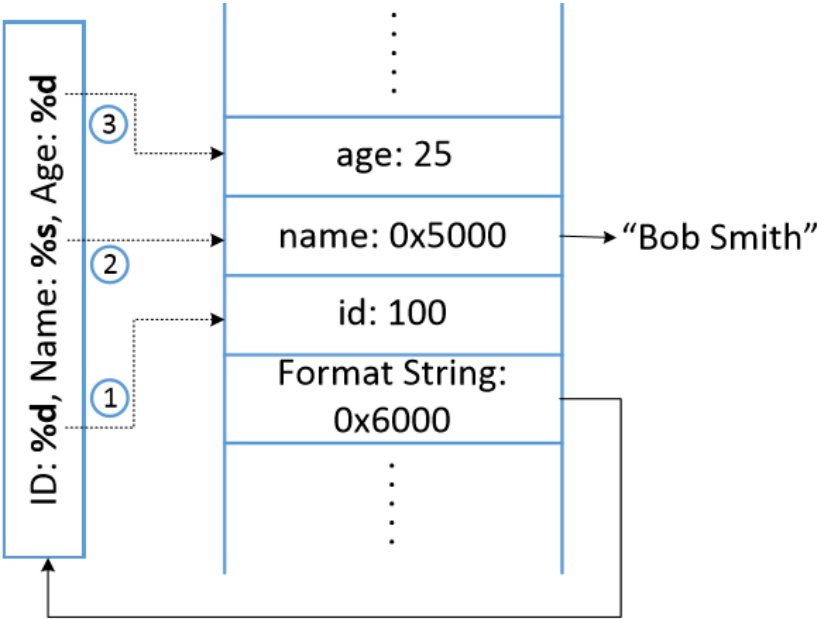 ID: %d, Name: %s, Age: %d
3
age: 25
name: 0x5000
"Bob Smith"
2
id: 100
1
Format String:
0x6000